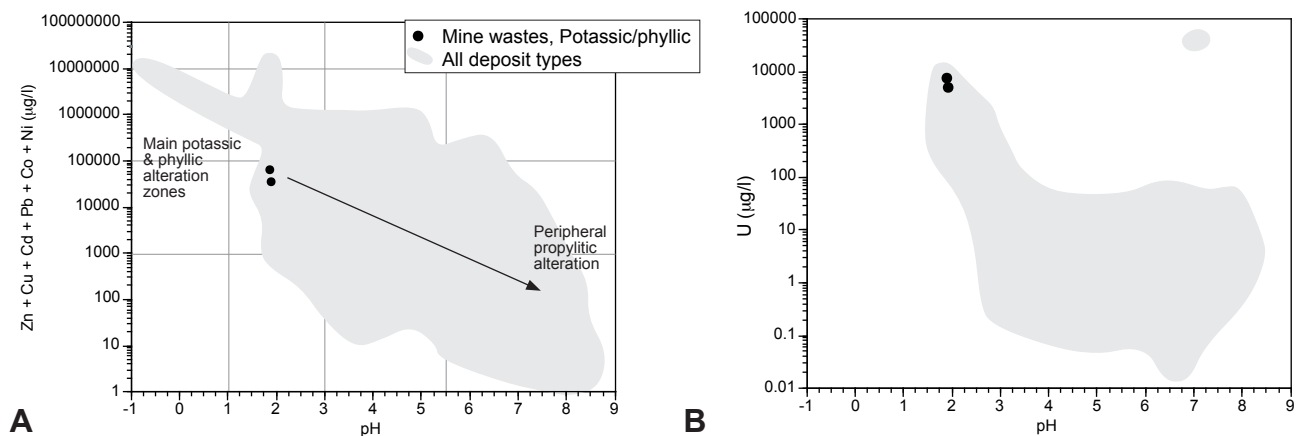 100000000
10000000
1000000
100000
10000
1000
100
10
1
Zn + Cu + Cd + Pb + Co + Ni (μg/l)
Mine wastes, Potassic/phyllic
All deposit types
Main potassic
& phyllic
alteration
zones
Peripheral
propylitic
alteration
-1 0 1 2 3 4 5 6 7 8 9
pH
A
100000
10000
1000
100
10
1
0.1
0.01
U (μg/l)
-1 0 1 2 3 4 5 6 7 8 9
pH
B